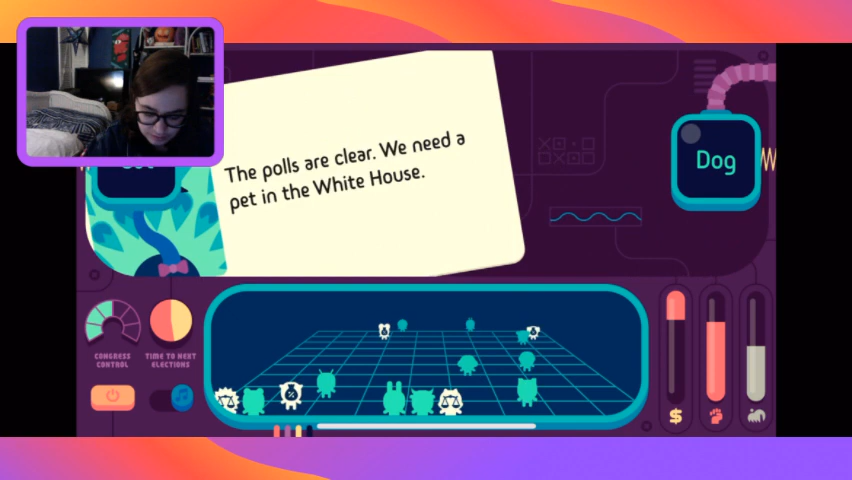 The polls are clear. We need a
pet in the White House.
Dog
CONGRESS
CONTROL
TIME TO NEXT
ELECTIONS
$